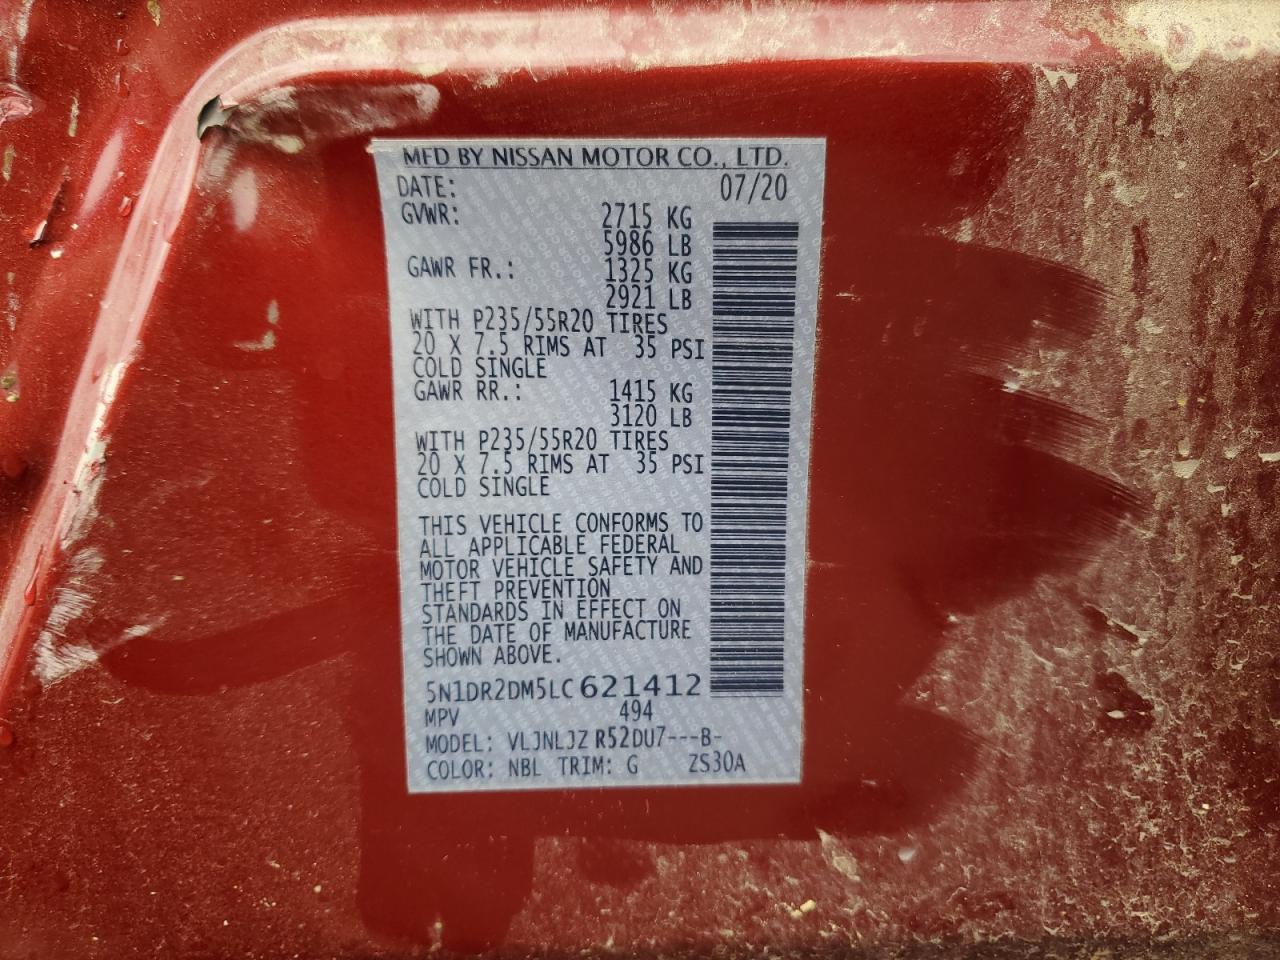 MFD BY NISSAN MOTOR CO., LTD.
DATE: 07/20
GVWR: 2715 KG
5986 LB
GAWR FR.: 1325 KG
2921 LB
WITH P235/55R20 TIRES
20 X 7.5 RIMS AT 35 PSI
COLD SINGLE
GAWR RR.: 1415 KG
3120 LB
WITH P235/55R20 TIRES
20 X 7.5 RIMS AT 35 PSI
COLD SINGLE
THIS VEHICLE CONFORMS TO
ALL APPLICABLE FEDERAL
MOTOR VEHICLE SAFETY AND
THEFT PREVENTION
STANDARDS IN EFFECT ON
THE DATE OF MANUFACTURE
SHOWN ABOVE.
5N1DR2DM5LC621412
MPV 494
MODEL: VLJNLJZ R52DU7---B-
COLOR: NBL TRIM: G ZS30A